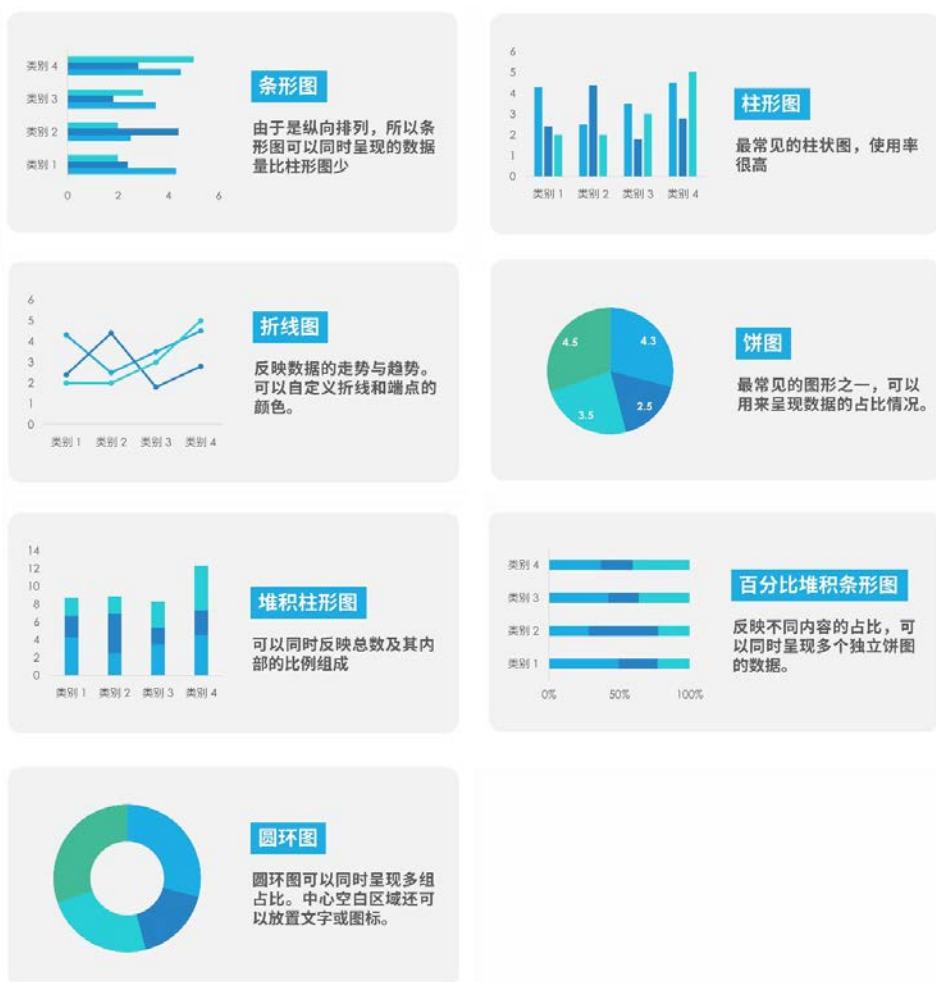 类别 4
类别 3
类别 2
类别 1
0 2 4 6
条形图
由于是纵向排列，所以条
形图可以同时呈现的数据
量比柱形图少
6
5
4
3
2
1
0
类别 1 类别 2 类别 3 类别 4
柱形图
最常见的柱状图，使用率
很高
6
5
4
3
2
1
0
类别 1 类别 2 类别 3 类别 4
折线图
反映数据的走势与趋势。
可以自定义折线和端点的
颜色。
4.5 4.3
3.5 2.5
饼图
最常见的图形之一，可以
用来呈现数据的占比情况。
14
12
10
8
6
4
2
0
类别 1 类别 2 类别 3 类别 4
堆积柱形图
可以同时反映总数及其内
部的比例组成
类别 4
类别 3
类别 2
类别 1
0% 50% 100%
百分比堆积条形图
反映不同内容的占比，可
以同时呈现多个独立饼图
的数据。
圆环图
圆环图可以同时呈现多组
占比。中心空白区域还可
以放置文字或图标。